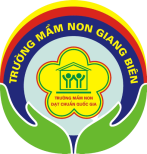 TRƯỜNG MẦM NON GIANG BIÊN
TRƯỜNG MẦM NON
ĐẠT CHUẨN QUỐC GIA